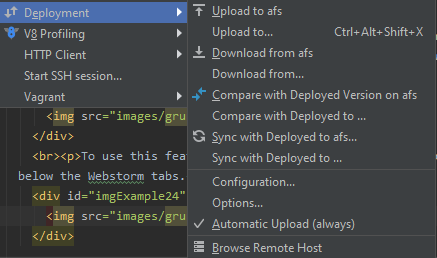 Deployment
V8 Profiling
HTTP Client
Start SSH session...
Vagrant
Upload to afs
Upload to... Ctrl+Alt+Shift+X
Download from afs
Download from...
Compare with Deployed Version on afs
Compare with Deployed to ...
Sync with Deployed to afs...
Sync with Deployed to ...
Configuration...
Options...
Automatic Upload (always)
Browse Remote Host
<img src="images/gru
</div>
<br><p>To use this fea
below the Webstorm tabs.
<div id="imgExample24"
<img src="images/gru
</div>